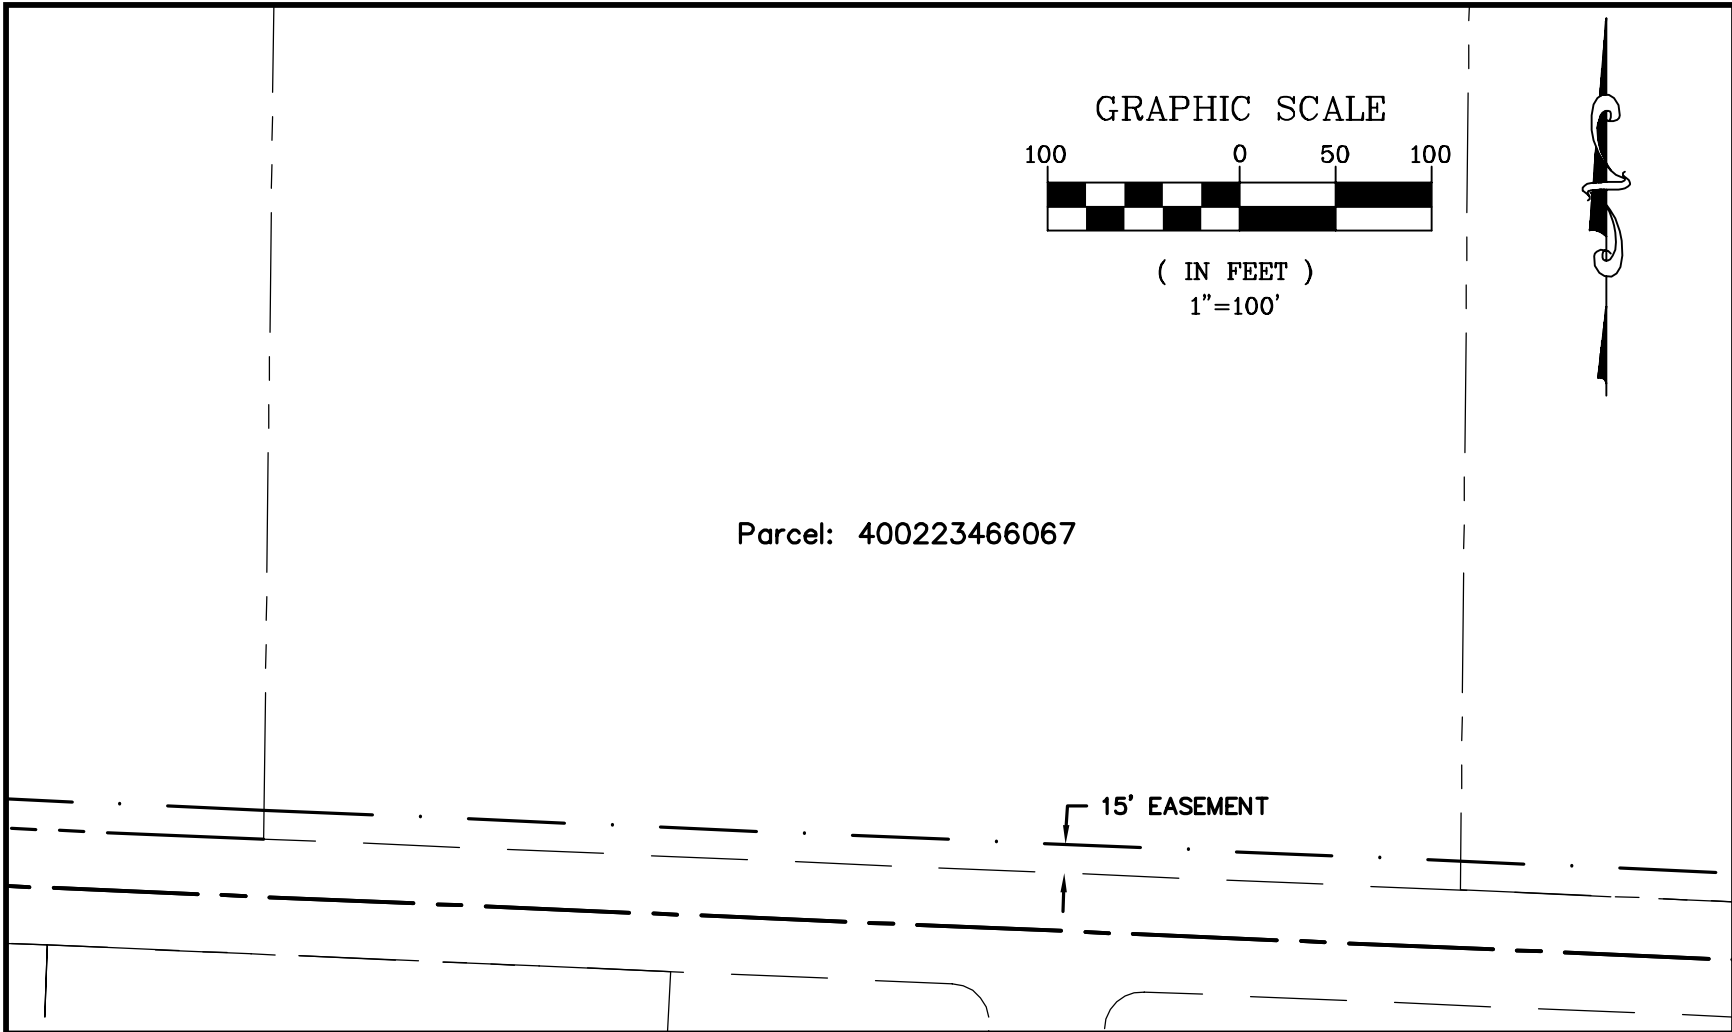 GRAPHIC SCALE
100 0 50 100
( IN FEET )
1"=100'
Parcel: 400223466067
15' EASEMENT